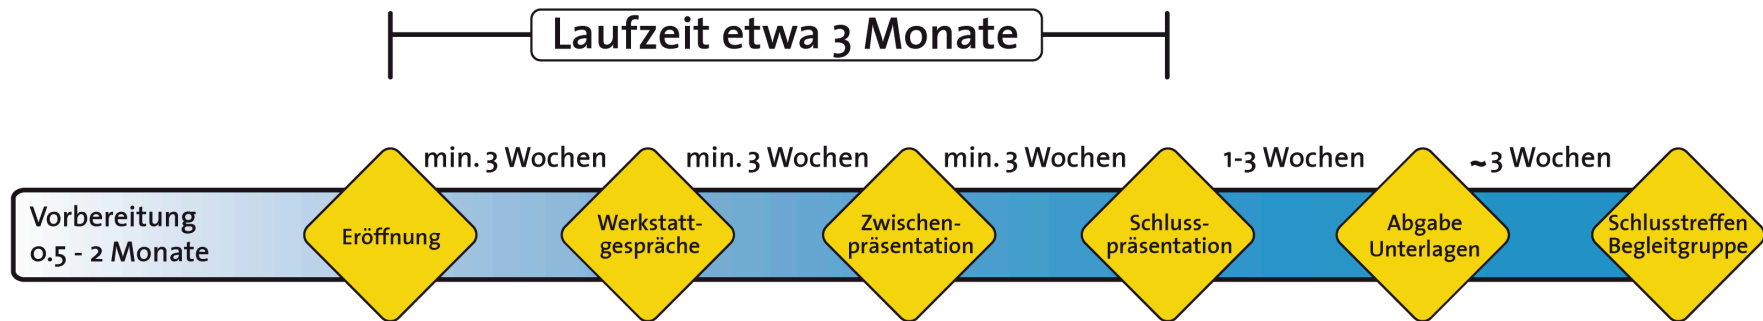 Laufzeit etwa 3 Monate
min. 3 Wochen
min. 3 Wochen
min. 3 Wochen
1-3 Wochen
~3 Wochen
Vorbereitung
0.5 - 2 Monate
Eröffnung
Werkstatt-
gespräche
Zwischen-
präsentation
Schluss-
präsentation
Abgabe
Unterlagen
Schlusstreffen
Begleitgruppe